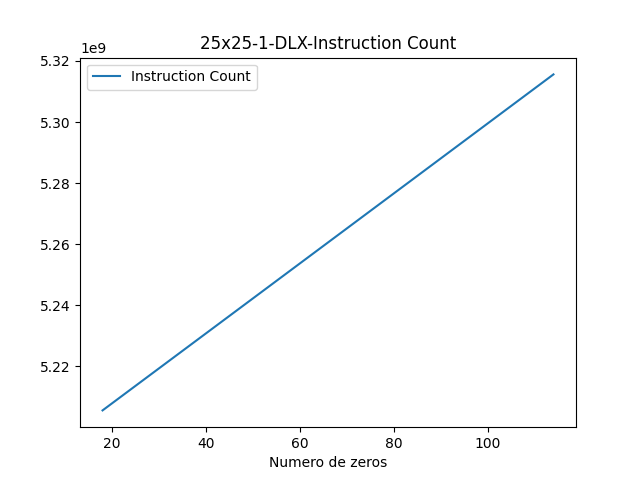 25x25-1-DLX-Instruction Count
1e9
Instruction Count
5.32
5.30
5.28
5.26
5.24
5.22
20 40 60 80 100
Numero de zeros